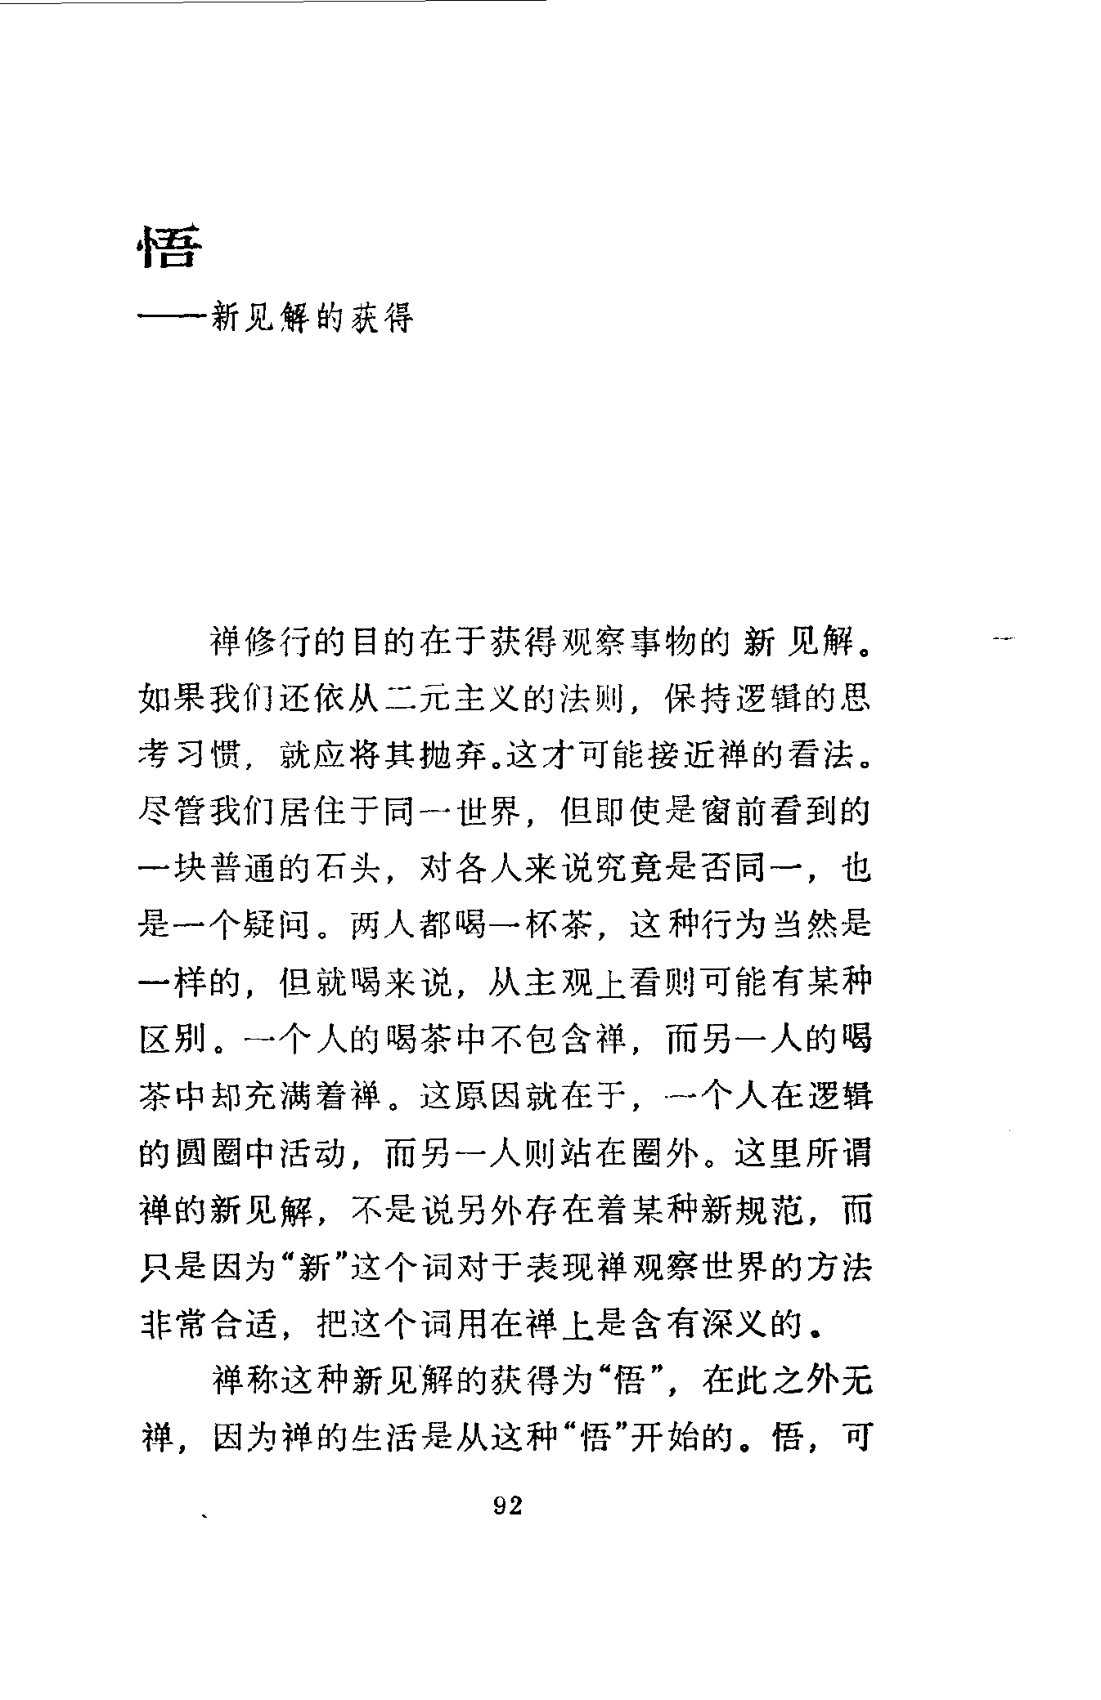 悟
——新见解的获得
禅修行的目的在于获得观察事物的新见解。
如果我们还依从二元主义的法则，保持逻辑的思
考习惯，就应将其抛弃。这才可能接近禅的看法。
尽管我们居住于同一世界，但即使是窗前看到的
一块普通的石头，对各人来说究竟是否同一，也
是一个疑问。两人都喝一杯茶，这种行为当然是
一样的，但就喝来说，从主观上看则可能有某种
区别。一个人的喝茶中不包含禅，而另一人的喝
茶中却充满着禅。这原因就在于，一个人在逻辑
的圆圈中活动，而另一人则站在圈外。这里所谓
禅的新见解，不是说另外存在着某种新规范，而
只是因为“新”这个词对于表现禅观察世界的方法
非常合适，把这个词用在禅上是含有深义的。
禅称这种新见解的获得为“悟”，在此之外无
禅，因为禅的生活是从这种“悟”开始的。悟，可
92